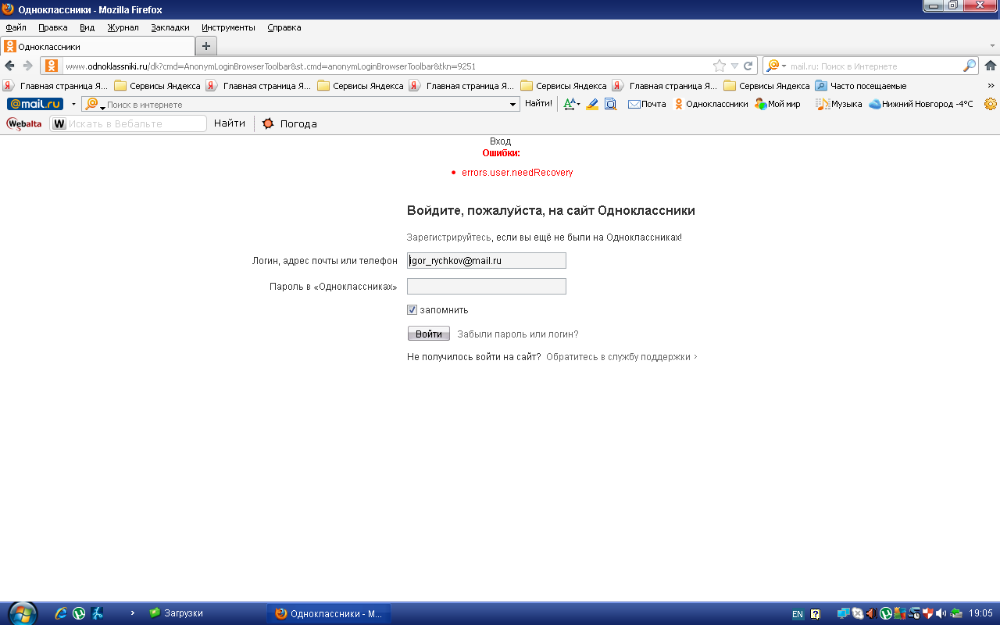 Одноклассники - Mozilla Firefox
Файл Правка Вид Журнал Закладки Инструменты Справка
Одноклассники
www.odnoklassniki.ru/dk?cmd=AnonymLoginBrowserToolbar&st.cmd=anonymLoginBrowserToolbar&tkn=9251 mail.ru: Поиск в Интернете
Главная страница Я... Сервисы Яндекса Главная страница Я... Сервисы Яндекса Главная страница Я... Сервисы Яндекса Главная страница Я... Сервисы Яндекса Часто посещаемые
@mail.ru Поиск в интернете Найти! Почта Одноклассники Мой мир Музыка Нижний Новгород -4°C
Webalta W Искать в Вебальте Найти Погода
Вход
Ошибки:
• errors.user.needRecovery
Войдите, пожалуйста, на сайт Одноклассники
Зарегистрируйтесь, если вы ещё не были на Одноклассниках!
Логин, адрес почты или телефон igor_rychkov@mail.ru
Пароль в «Одноклассниках»
запомнить
Войти Забыли пароль или логин?
Не получилось войти на сайт? Обратитесь в службу поддержки ›
Загрузки Одноклассники - M... EN 19:05